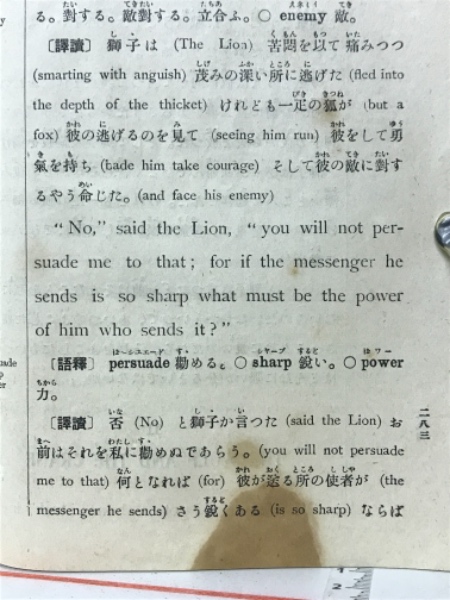 る。對する。敵對する。立合ふ。〇 enemy 敵。
〔譯讀〕 獅子は (The Lion) 苦悶を以て痛みつつ
(smarting with anguish) 茂みの深い所に逃げた (fled into
the depth of the thicket) けれども一疋の狐が (but a
fox) 彼の逃げるのを見て (seeing him run) 彼をして勇
氣を持ち (bade him take courage) そして彼の敵に對す
るやう命じた。(and face his enemy)
"No," said the Lion, "you will not per-
suade me to that; for if the messenger he
sends is so sharp what must be the power
of him who sends it?"
〔語釋〕 persuade 勸める。〇 sharp 鋭い。〇 power
力。
〔譯讀〕 否 (No) と獅子が言つた (said the Lion) お
前はそれを私に勸めぬであらう。(you will not persuade
me to that) 何となれば (for) 彼が送る所の使者が (the
messenger he sends) さう鋭くある (is so sharp) ならば
二八三